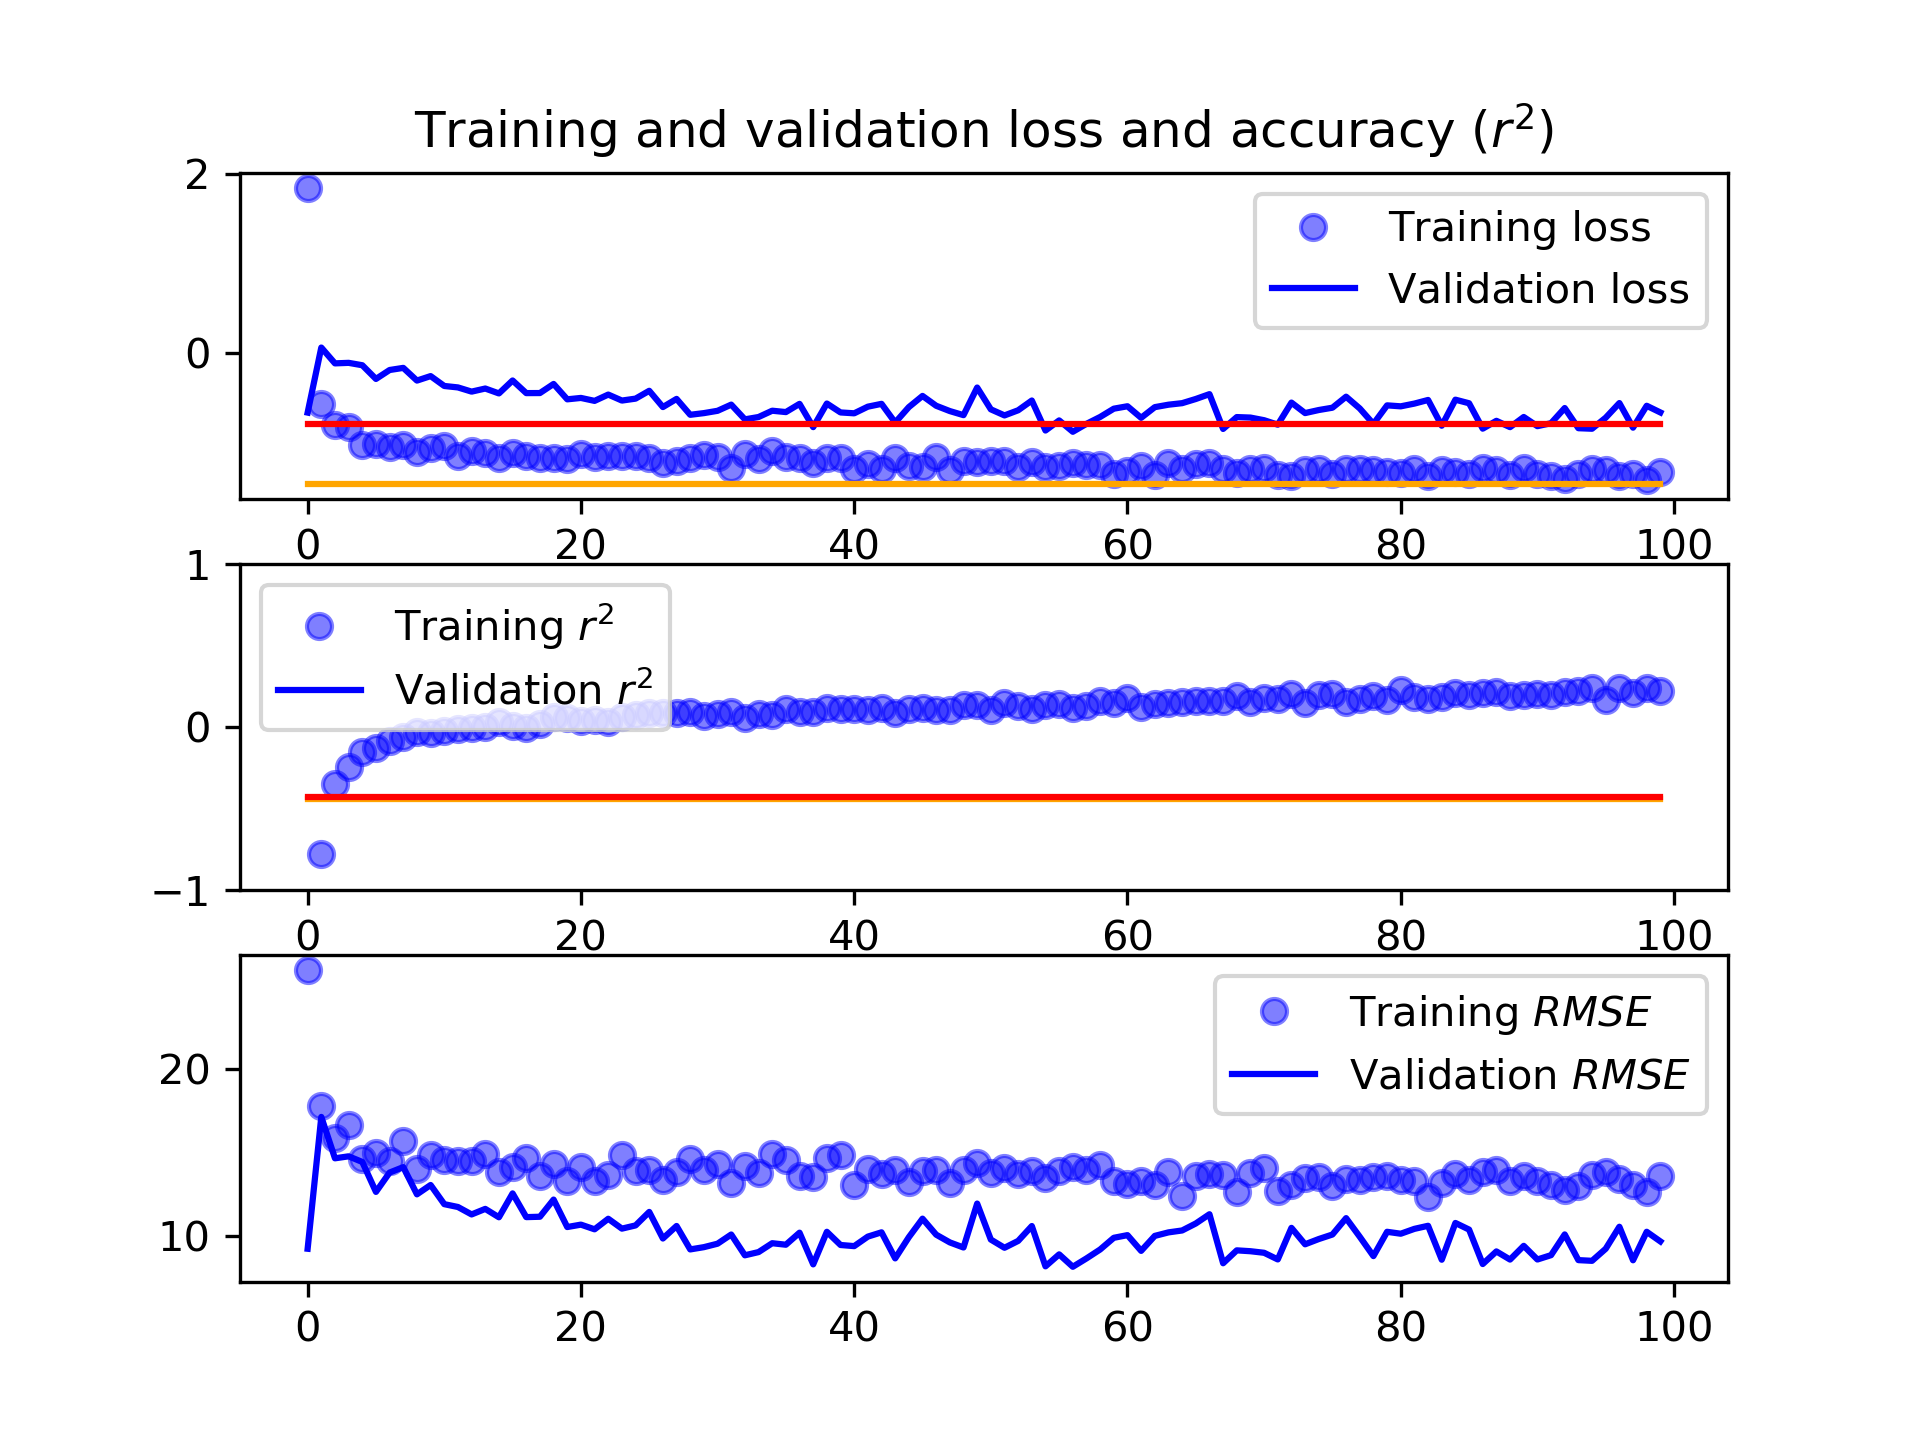 Training and validation loss and accuracy (r²)
2
0
Training loss
Validation loss
0 20 40 60 80 100
1
0
−1
Training r²
Validation r²
0 20 40 60 80 100
20
10
Training RMSE
Validation RMSE
0 20 40 60 80 100